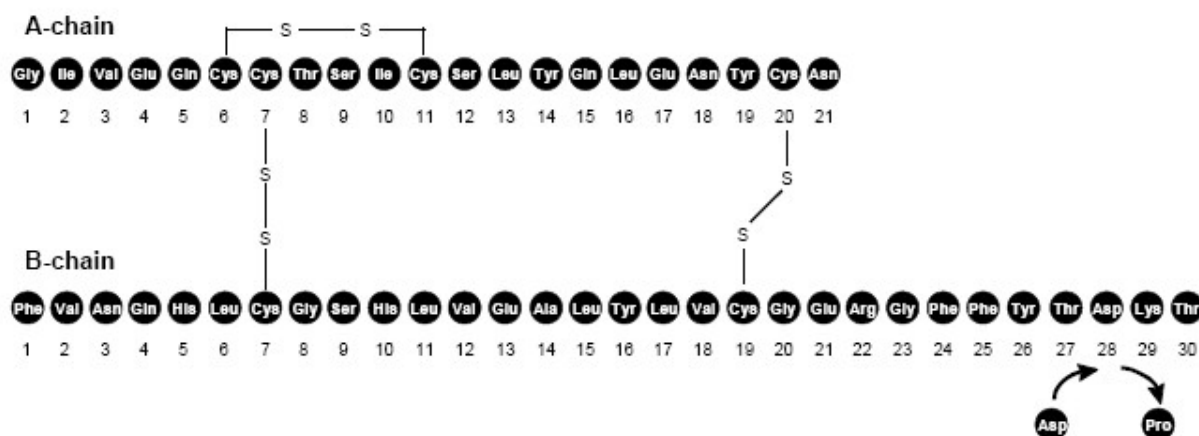 A-chain
S S
Gly Ile Val Glu Gln Cys Cys Thr Ser Ile Cys Ser Leu Tyr Gln Leu Glu Asn Tyr Cys Asn
1 2 3 4 5 6 7 8 9 10 11 12 13 14 15 16 17 18 19 20 21
S S
S S
B-chain
Phe Val Asn Gln His Leu Cys Gly Ser His Leu Val Glu Ala Leu Tyr Leu Val Cys Gly Glu Arg Gly Phe Phe Tyr Thr Asp Lys Thr
1 2 3 4 5 6 7 8 9 10 11 12 13 14 15 16 17 18 19 20 21 22 23 24 25 26 27 28 29 30
Asp Pro